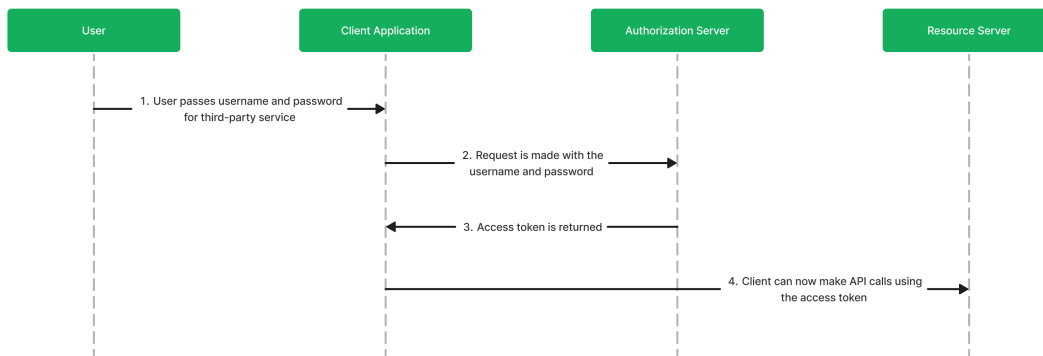 User
Client Application
Authorization Server
Resource Server
1. User passes username and password
for third-party service
2. Request is made with the
username and password
3. Access token is returned
4. Client can now make API calls using
the access token